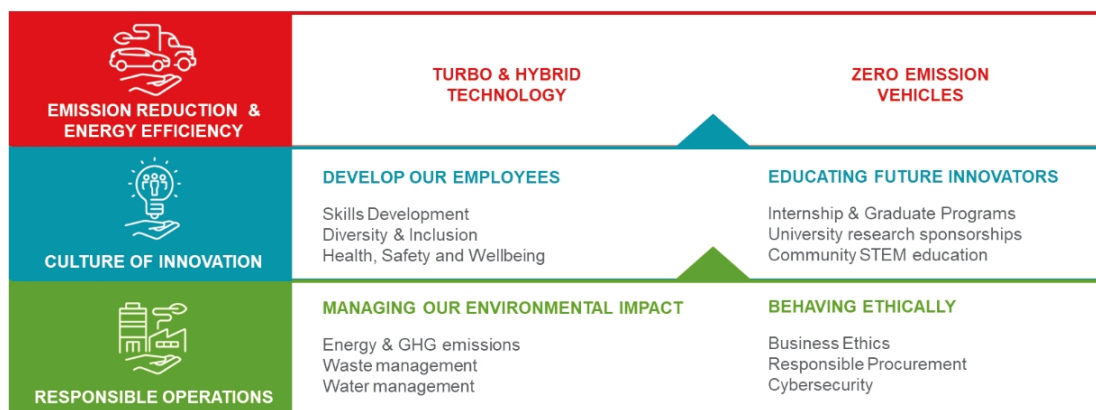 EMISSION REDUCTION &
ENERGY EFFICIENCY
TURBO & HYBRID
TECHNOLOGY
ZERO EMISSION
VEHICLES
CULTURE OF INNOVATION
DEVELOP OUR EMPLOYEES
Skills Development
Diversity & Inclusion
Health, Safety and Wellbeing
EDUCATING FUTURE INNOVATORS
Internship & Graduate Programs
University research sponsorships
Community STEM education
RESPONSIBLE OPERATIONS
MANAGING OUR ENVIRONMENTAL IMPACT
Energy & GHG emissions
Waste management
Water management
BEHAVING ETHICALLY
Business Ethics
Responsible Procurement
Cybersecurity